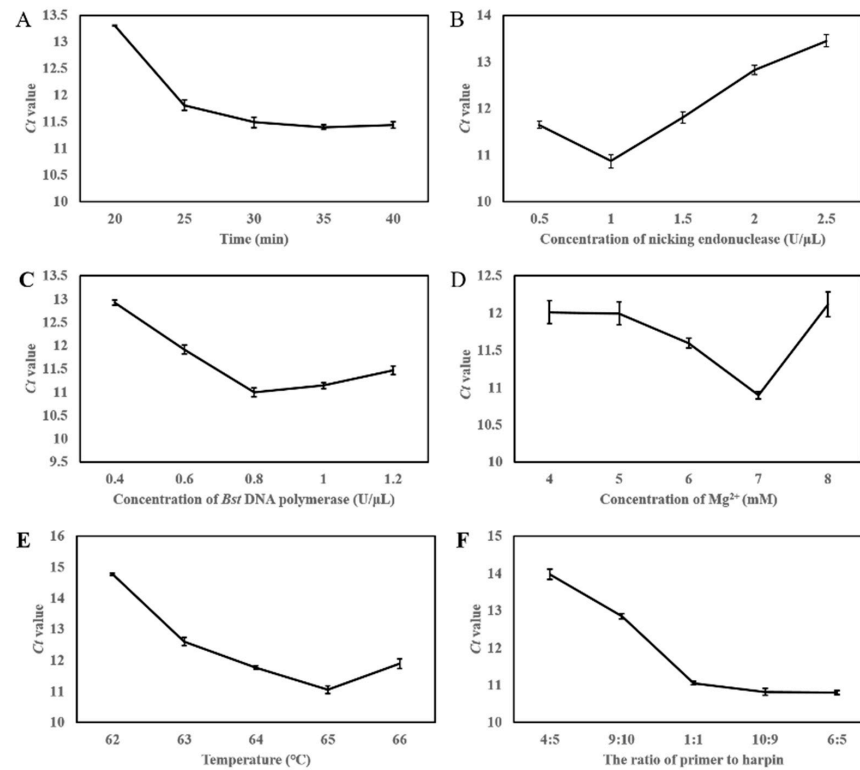 A
13.5
13
12.5
12
11.5
11
10.5
10
Ct value
20 25 30 35 40
Time (min)
B
14
13
12
11
10
Ct value
0.5 1 1.5 2 2.5
Concentration of nicking endonuclease (U/μL)
C
13.5
13
12.5
12
11.5
11
10.5
10
9.5
Ct value
0.4 0.6 0.8 1 1.2
Concentration of Bst DNA polymerase (U/μL)
D
12.5
12
11.5
11
10.5
10
Ct value
4 5 6 7 8
Concentration of Mg²⁺ (mM)
E
16
15
14
13
12
11
10
Ct value
62 63 64 65 66
Temperature (°C)
F
15
14
13
12
11
10
Ct value
4:5 9:10 1:1 10:9 6:5
The ratio of primer to harpin